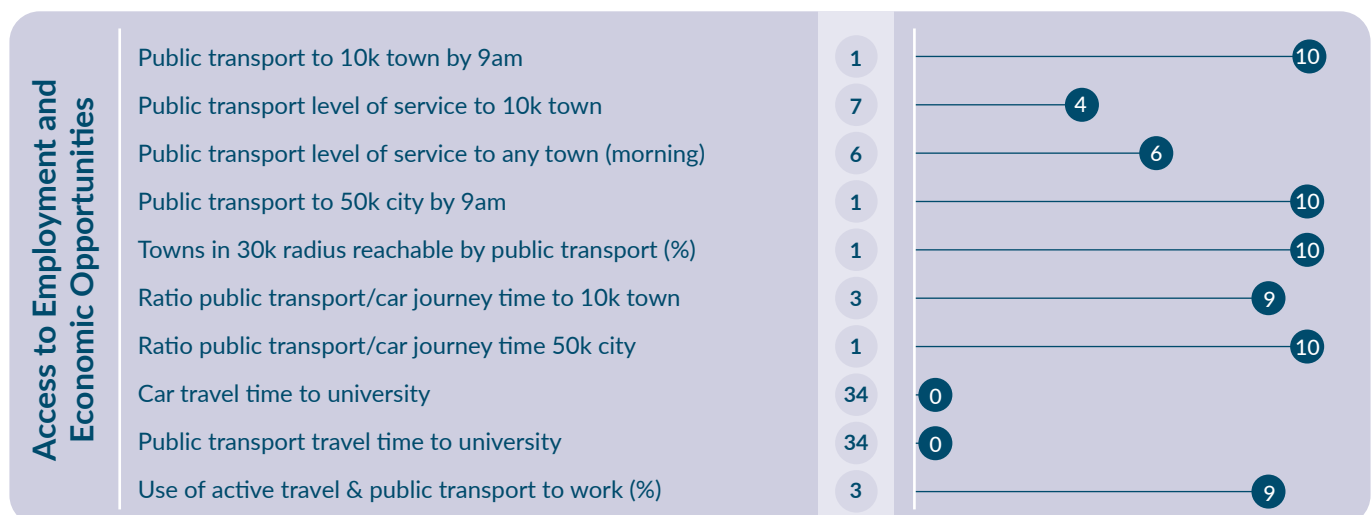 Access to Employment and
Economic Opportunities
Public transport to 10k town by 9am 1 10
Public transport level of service to 10k town 7 4
Public transport level of service to any town (morning) 6 6
Public transport to 50k city by 9am 1 10
Towns in 30k radius reachable by public transport (%) 1 10
Ratio public transport/car journey time to 10k town 3 9
Ratio public transport/car journey time 50k city 1 10
Car travel time to university 34 0
Public transport travel time to university 34 0
Use of active travel & public transport to work (%) 3 9